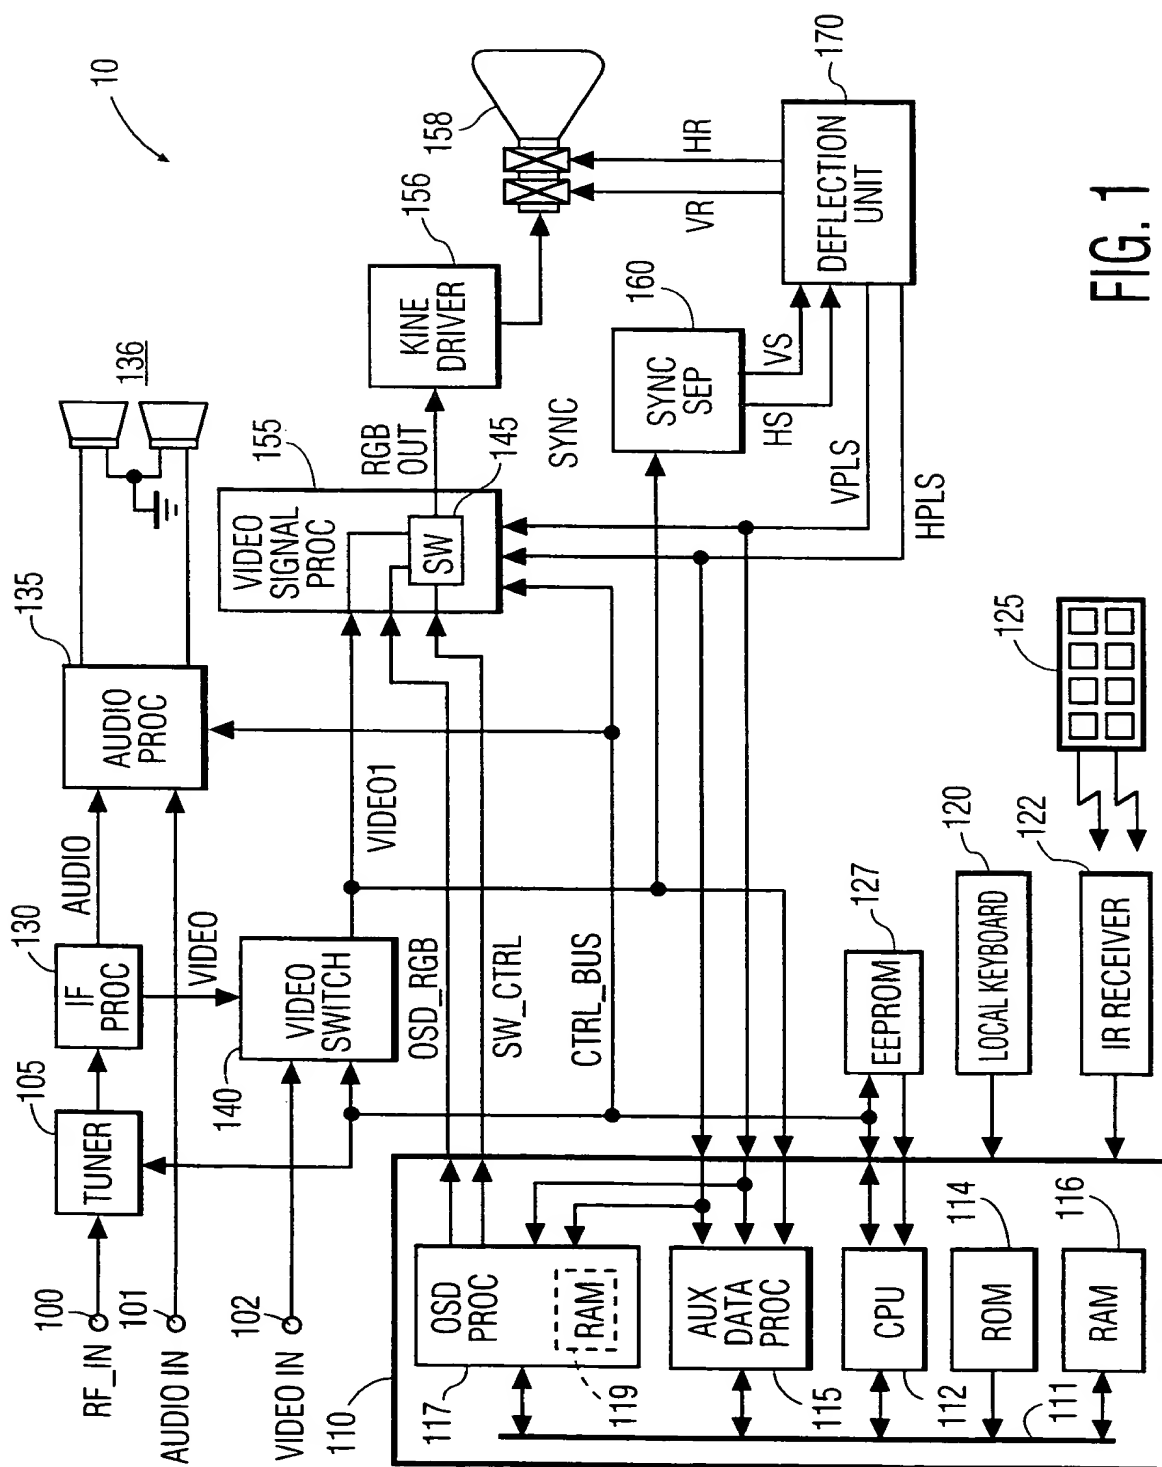 10
RF_IN
100
AUDIO IN
101
VIDEO IN
102
105
TUNER
130
IF
PROC
AUDIO
VIDEO
135
AUDIO
PROC
136
140
VIDEO
SWITCH
VIDEO1
OSD_RGB
SW_CTRL
CTRL_BUS
155
VIDEO
SIGNAL
PROC
SW
145
RGB
OUT
SYNC
156
KINE
DRIVER
158
160
SYNC
SEP
VS
HS
VR
HR
170
DEFLECTION
UNIT
VPLS
HPLS
110
117
OSD
PROC
RAM
119
AUX
DATA
PROC
115
CPU
112
ROM
114
RAM
116
111
EEPROM
127
LOCAL KEYBOARD
120
IR RECEIVER
122
125
FIG. 1